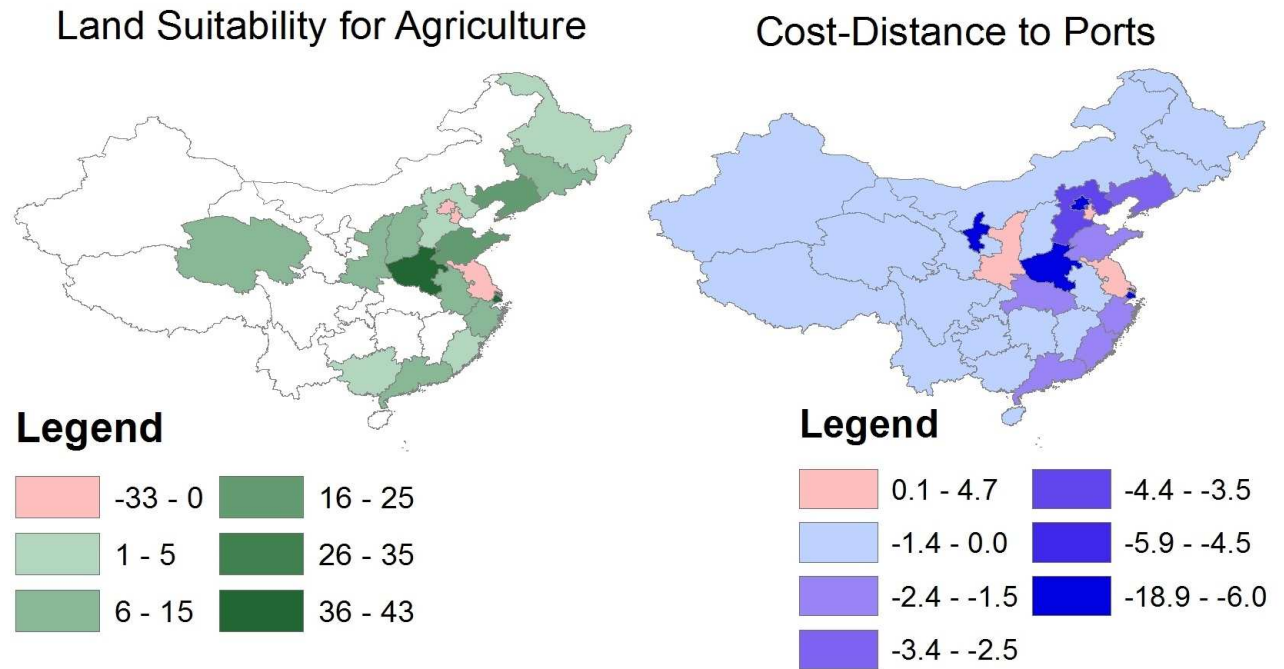 Land Suitability for Agriculture
Cost-Distance to Ports
Legend
-33 - 0
1 - 5
6 - 15
16 - 25
26 - 35
36 - 43
Legend
0.1 - 4.7
-1.4 - 0.0
-2.4 - -1.5
-3.4 - -2.5
-4.4 - -3.5
-5.9 - -4.5
-18.9 - -6.0